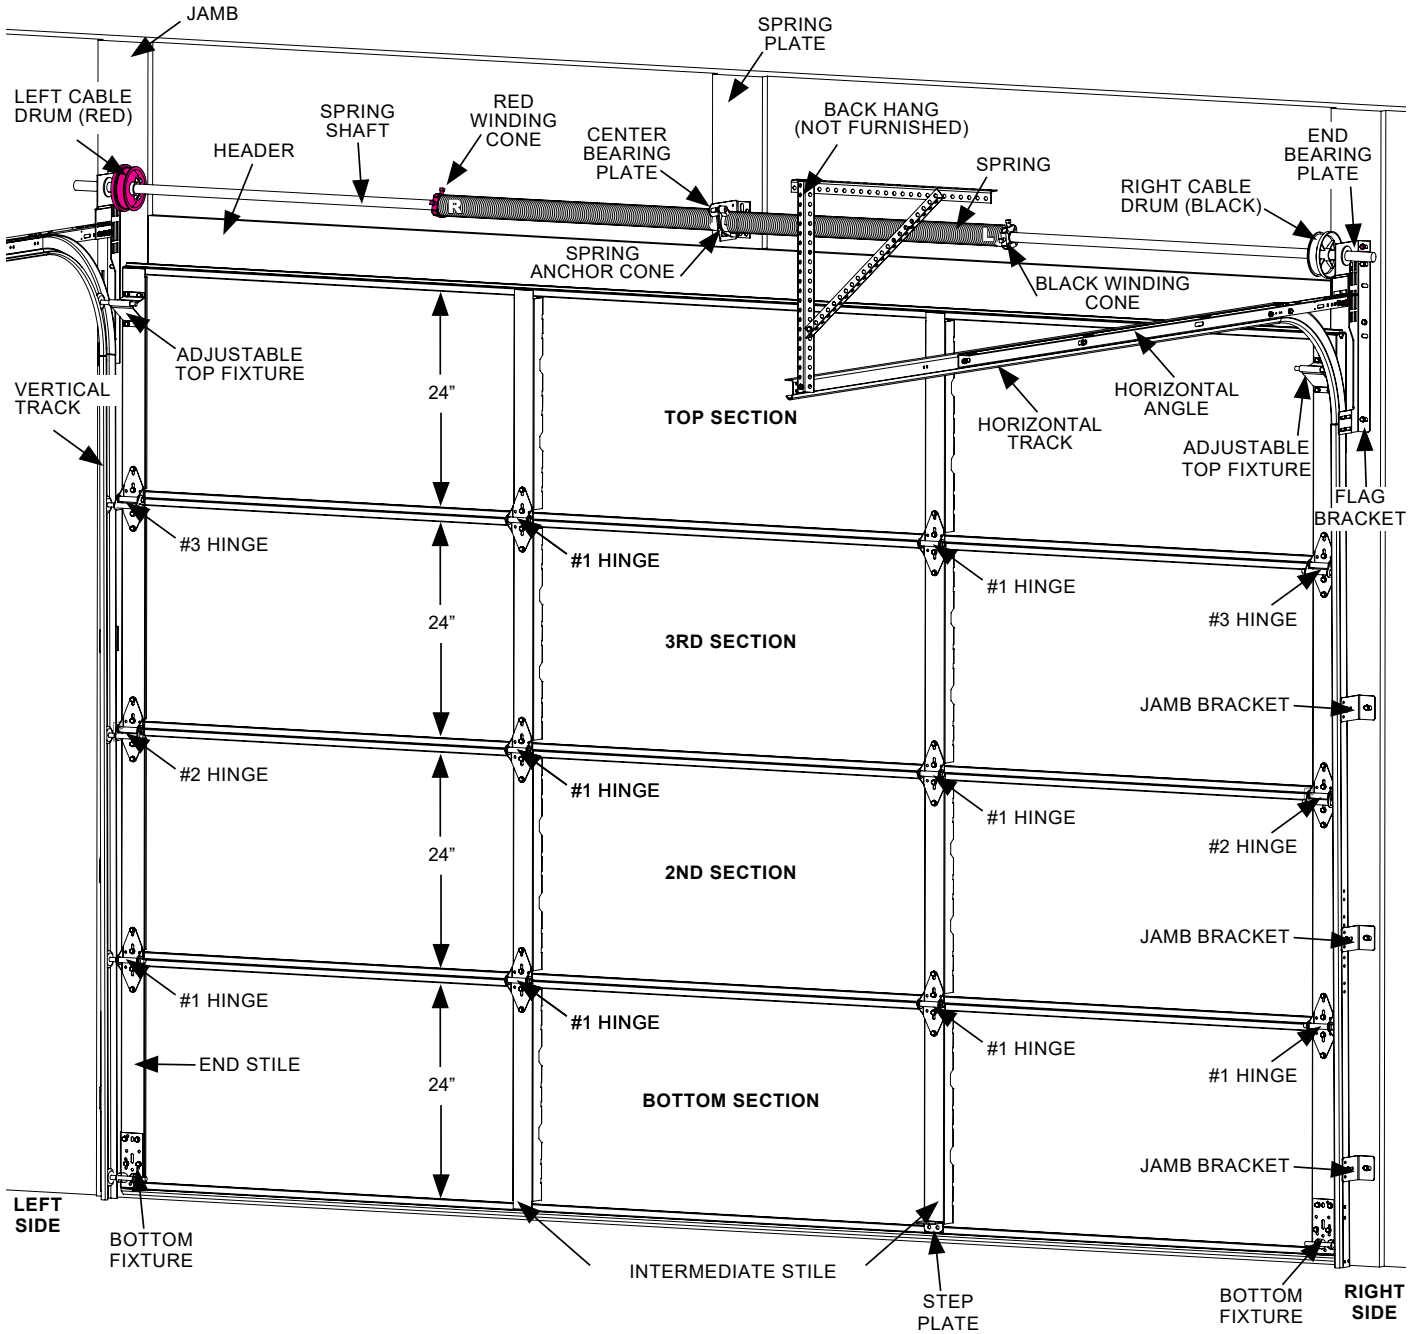 JAMB
SPRING
PLATE
LEFT CABLE
DRUM (RED)
SPRING
SHAFT
RED
WINDING
CONE
CENTER
BEARING
PLATE
BACK HANG
(NOT FURNISHED)
END
BEARING
PLATE
HEADER
SPRING
RIGHT CABLE
DRUM (BLACK)
R
L
SPRING
ANCHOR CONE
BLACK WINDING
CONE
ADJUSTABLE
TOP FIXTURE
VERTICAL
TRACK
24”
TOP SECTION
HORIZONTAL
TRACK
HORIZONTAL
ANGLE
ADJUSTABLE
TOP FIXTURE
FLAG
BRACKET
#3 HINGE
#1 HINGE
#1 HINGE
#3 HINGE
24”
3RD SECTION
JAMB BRACKET
#2 HINGE
#1 HINGE
#1 HINGE
#2 HINGE
24”
2ND SECTION
JAMB BRACKET
#1 HINGE
#1 HINGE
#1 HINGE
#1 HINGE
END STILE
24”
BOTTOM SECTION
JAMB BRACKET
LEFT
SIDE
BOTTOM
FIXTURE
INTERMEDIATE STILE
STEP
PLATE
BOTTOM
FIXTURE
RIGHT
SIDE